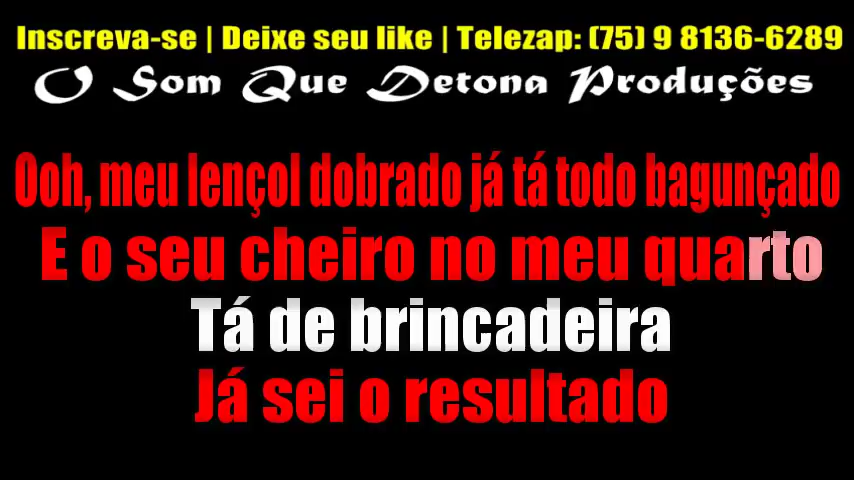 Inscreva-se | Deixe seu like | Telezap: (75) 9 8136-6289
O Som Que Detona Produções
Ooh, meu lençol dobrado já tá todo bagunçado
E o seu cheiro no meu quarto
Tá de brincadeira
Já sei o resultado